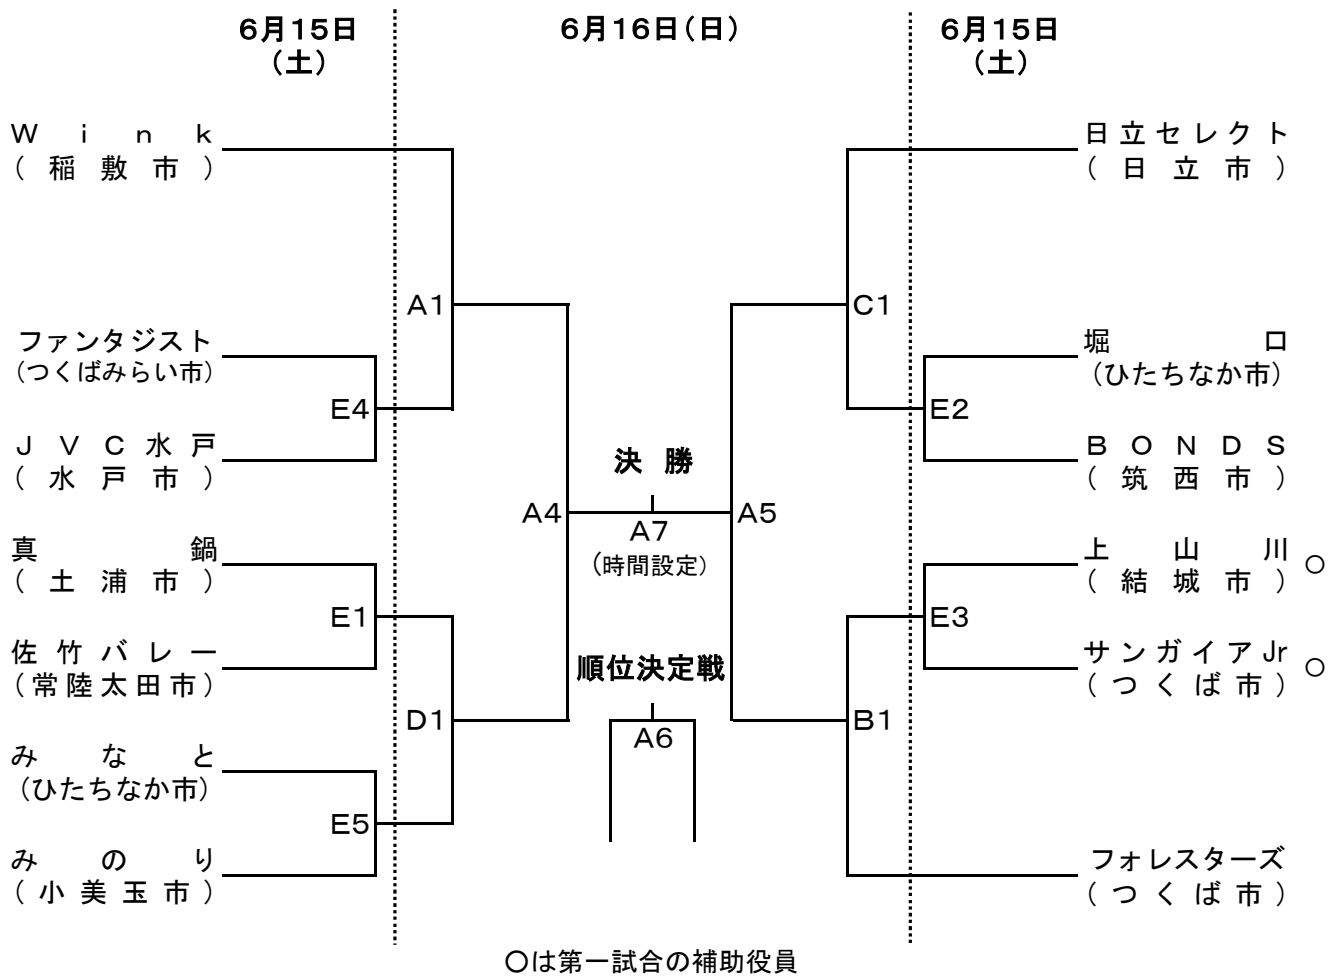 6月15日
(土)
6月16日(日)
6月15日
(土)
Wink
(稲敷市)
日立セレクト
(日立市)
A1
C1
ファンタジスト
(つくばみらい市)
堀口
(ひたちなか市)
E4
E2
JVC水戸
(水戸市)
決勝
BONDS
(筑西市)
A4
A7
(時間設定)
A5
真鍋
(土浦市)
上山川
(結城市)
○
E1
E3
佐竹バレー
(常陸太田市)
順位決定戦
サンガイアJr
(つくば市)
○
D1
A6
B1
みなと
(ひたちなか市)
E5
みのり
(小美玉市)
フォレスターズ
(つくば市)
○は第一試合の補助役員